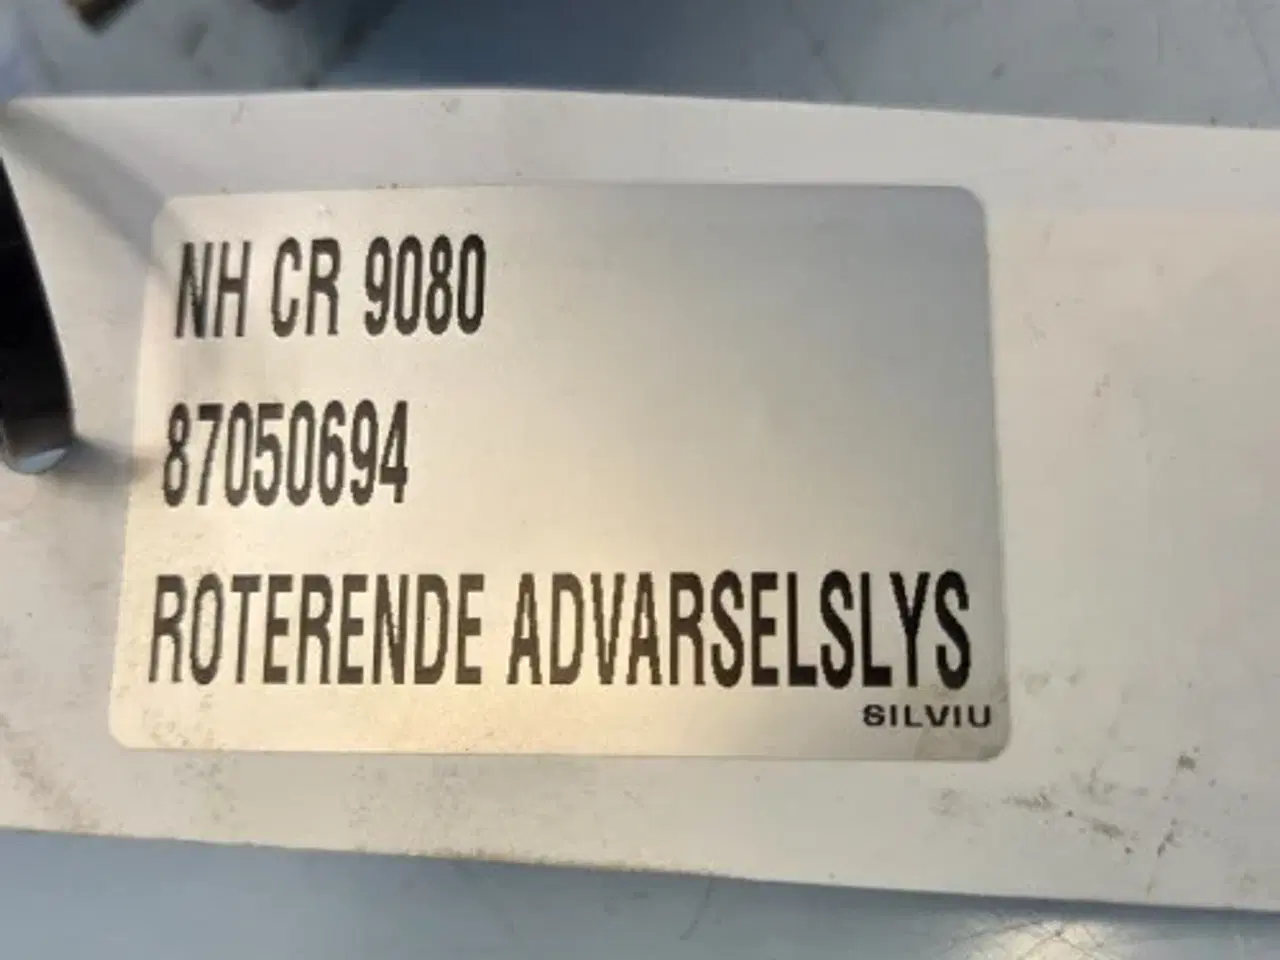 NH CR 9080
87050694
ROTERENDE ADVARSELSLYS
SILVIU